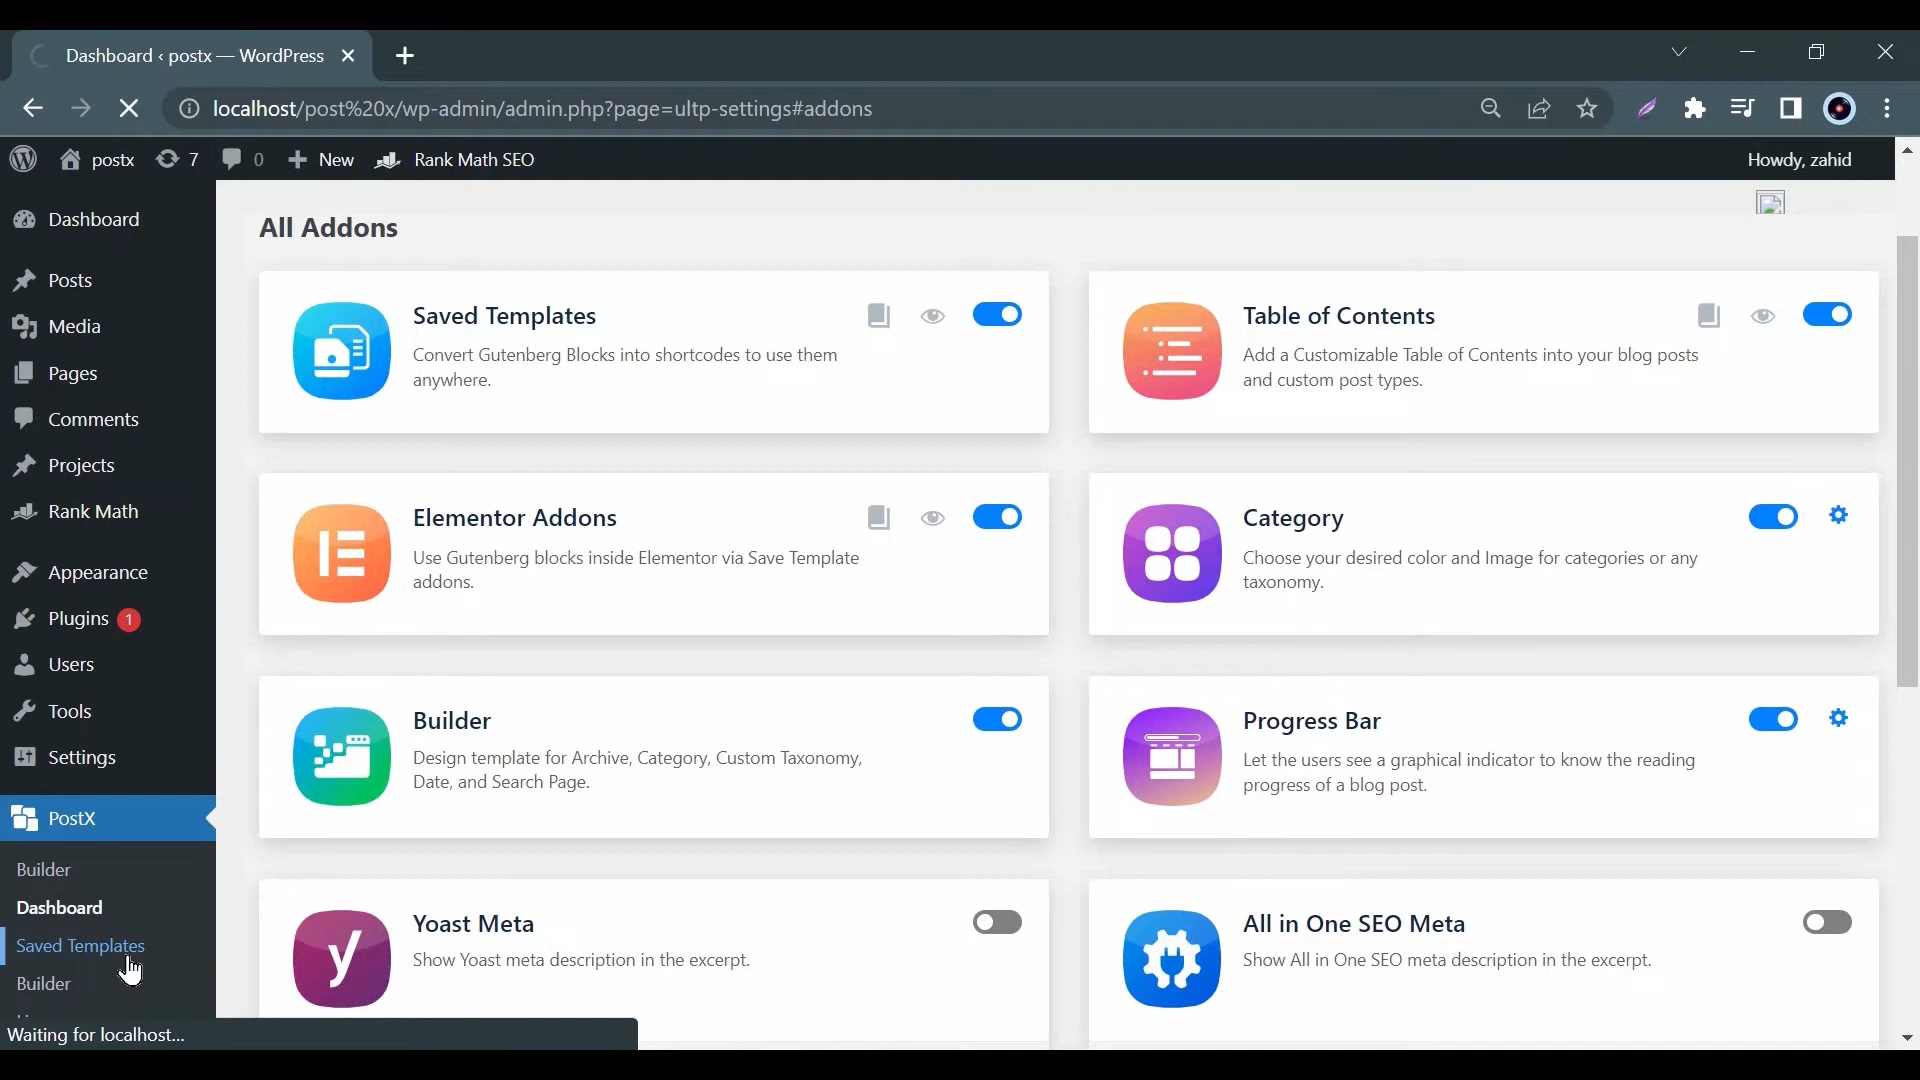 Dashboard ‹ postx — WordPress
localhost/post%20x/wp-admin/admin.php?page=ultp-settings#addons
postx 7 0 New Rank Math SEO Howdy, zahid
Dashboard
Posts
Media
Pages
Comments
Projects
Rank Math
Appearance
Plugins 1
Users
Tools
Settings
PostX
Builder
Dashboard
Saved Templates
Builder
Waiting for localhost...
All Addons
Saved Templates
Convert Gutenberg Blocks into shortcodes to use them
anywhere.
Table of Contents
Add a Customizable Table of Contents into your blog posts
and custom post types.
Elementor Addons
Use Gutenberg blocks inside Elementor via Save Template
addons.
Category
Choose your desired color and Image for categories or any
taxonomy.
Builder
Design template for Archive, Category, Custom Taxonomy,
Date, and Search Page.
Progress Bar
Let the users see a graphical indicator to know the reading
progress of a blog post.
y
Yoast Meta
Show Yoast meta description in the excerpt.
All in One SEO Meta
Show All in One SEO meta description in the excerpt.